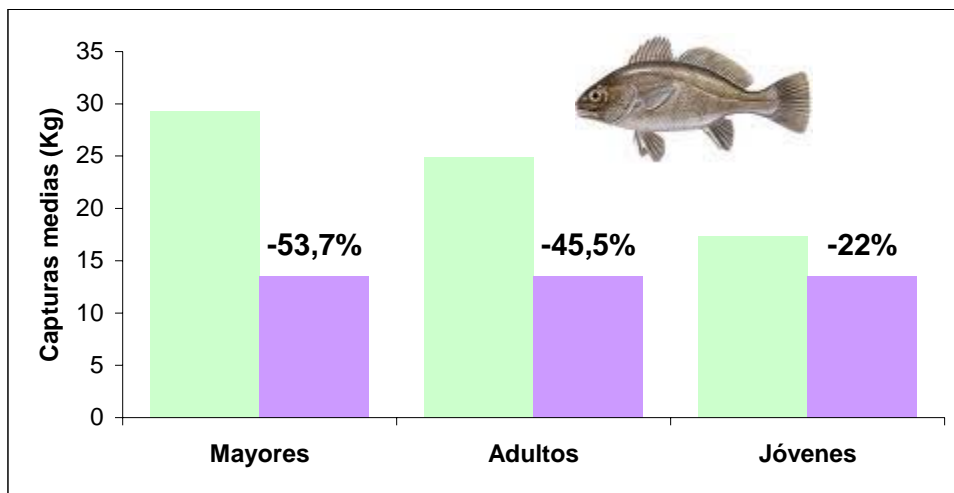 Capturas medias (Kg)
35
30
25
20
15
10
5
0
-53,7%
-45,5%
-22%
Mayores
Adultos
Jóvenes